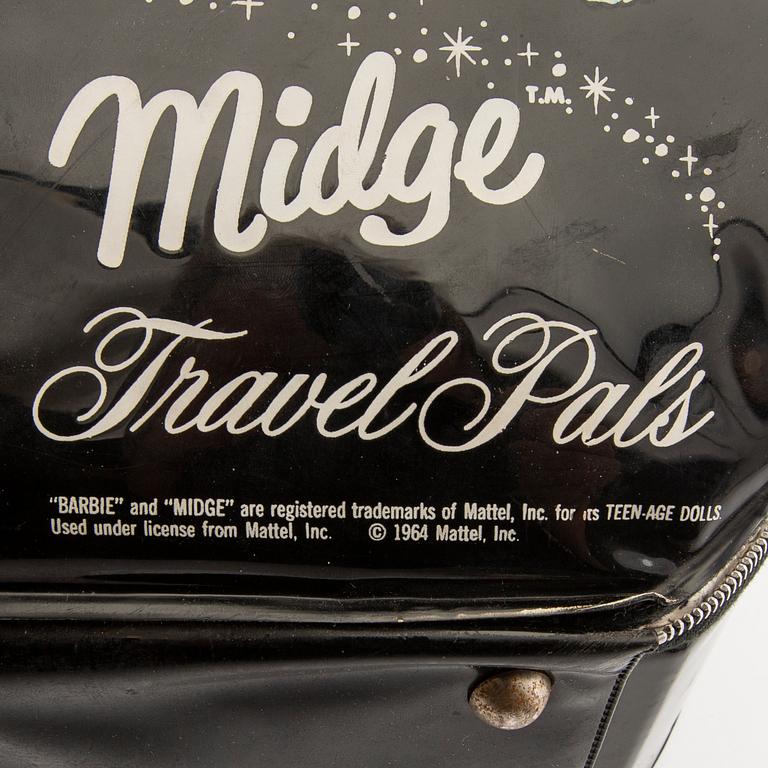 Midge T.M.
Travel Pals
"BARBIE" and "MIDGE" are registered trademarks of Mattel, Inc. for its TEEN-AGE DOLLS.
Used under license from Mattel, Inc. © 1964 Mattel, Inc.